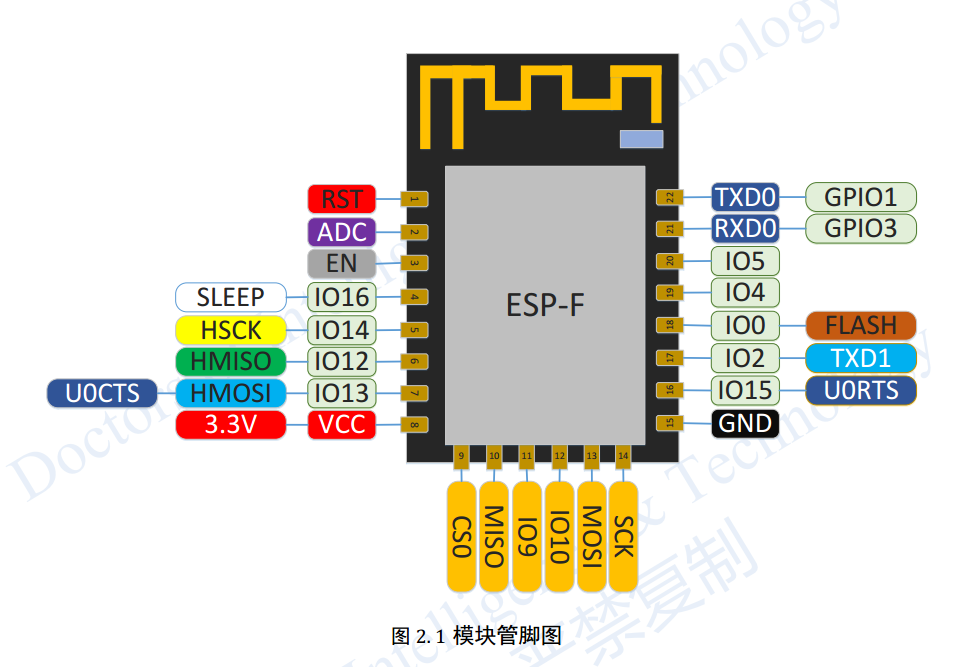 RST 1 22 TXD0 GPIO1
ADC 2 21 RXD0 GPIO3
EN 3 20 IO5
SLEEP IO16 4 19 IO4
ESP-F
HSCK IO14 5 18 IO0 FLASH
HMISO IO12 6 17 IO2 TXD1
U0CTS HMOSI IO13 7 16 IO15 U0RTS
3.3V VCC 8 15 GND
9 10 11 12 13 14
CS0 MISO IO9 IO10 MOSI SCK
图 2.1 模块管脚图
Doctors of Intelligence & Technology
禁复制